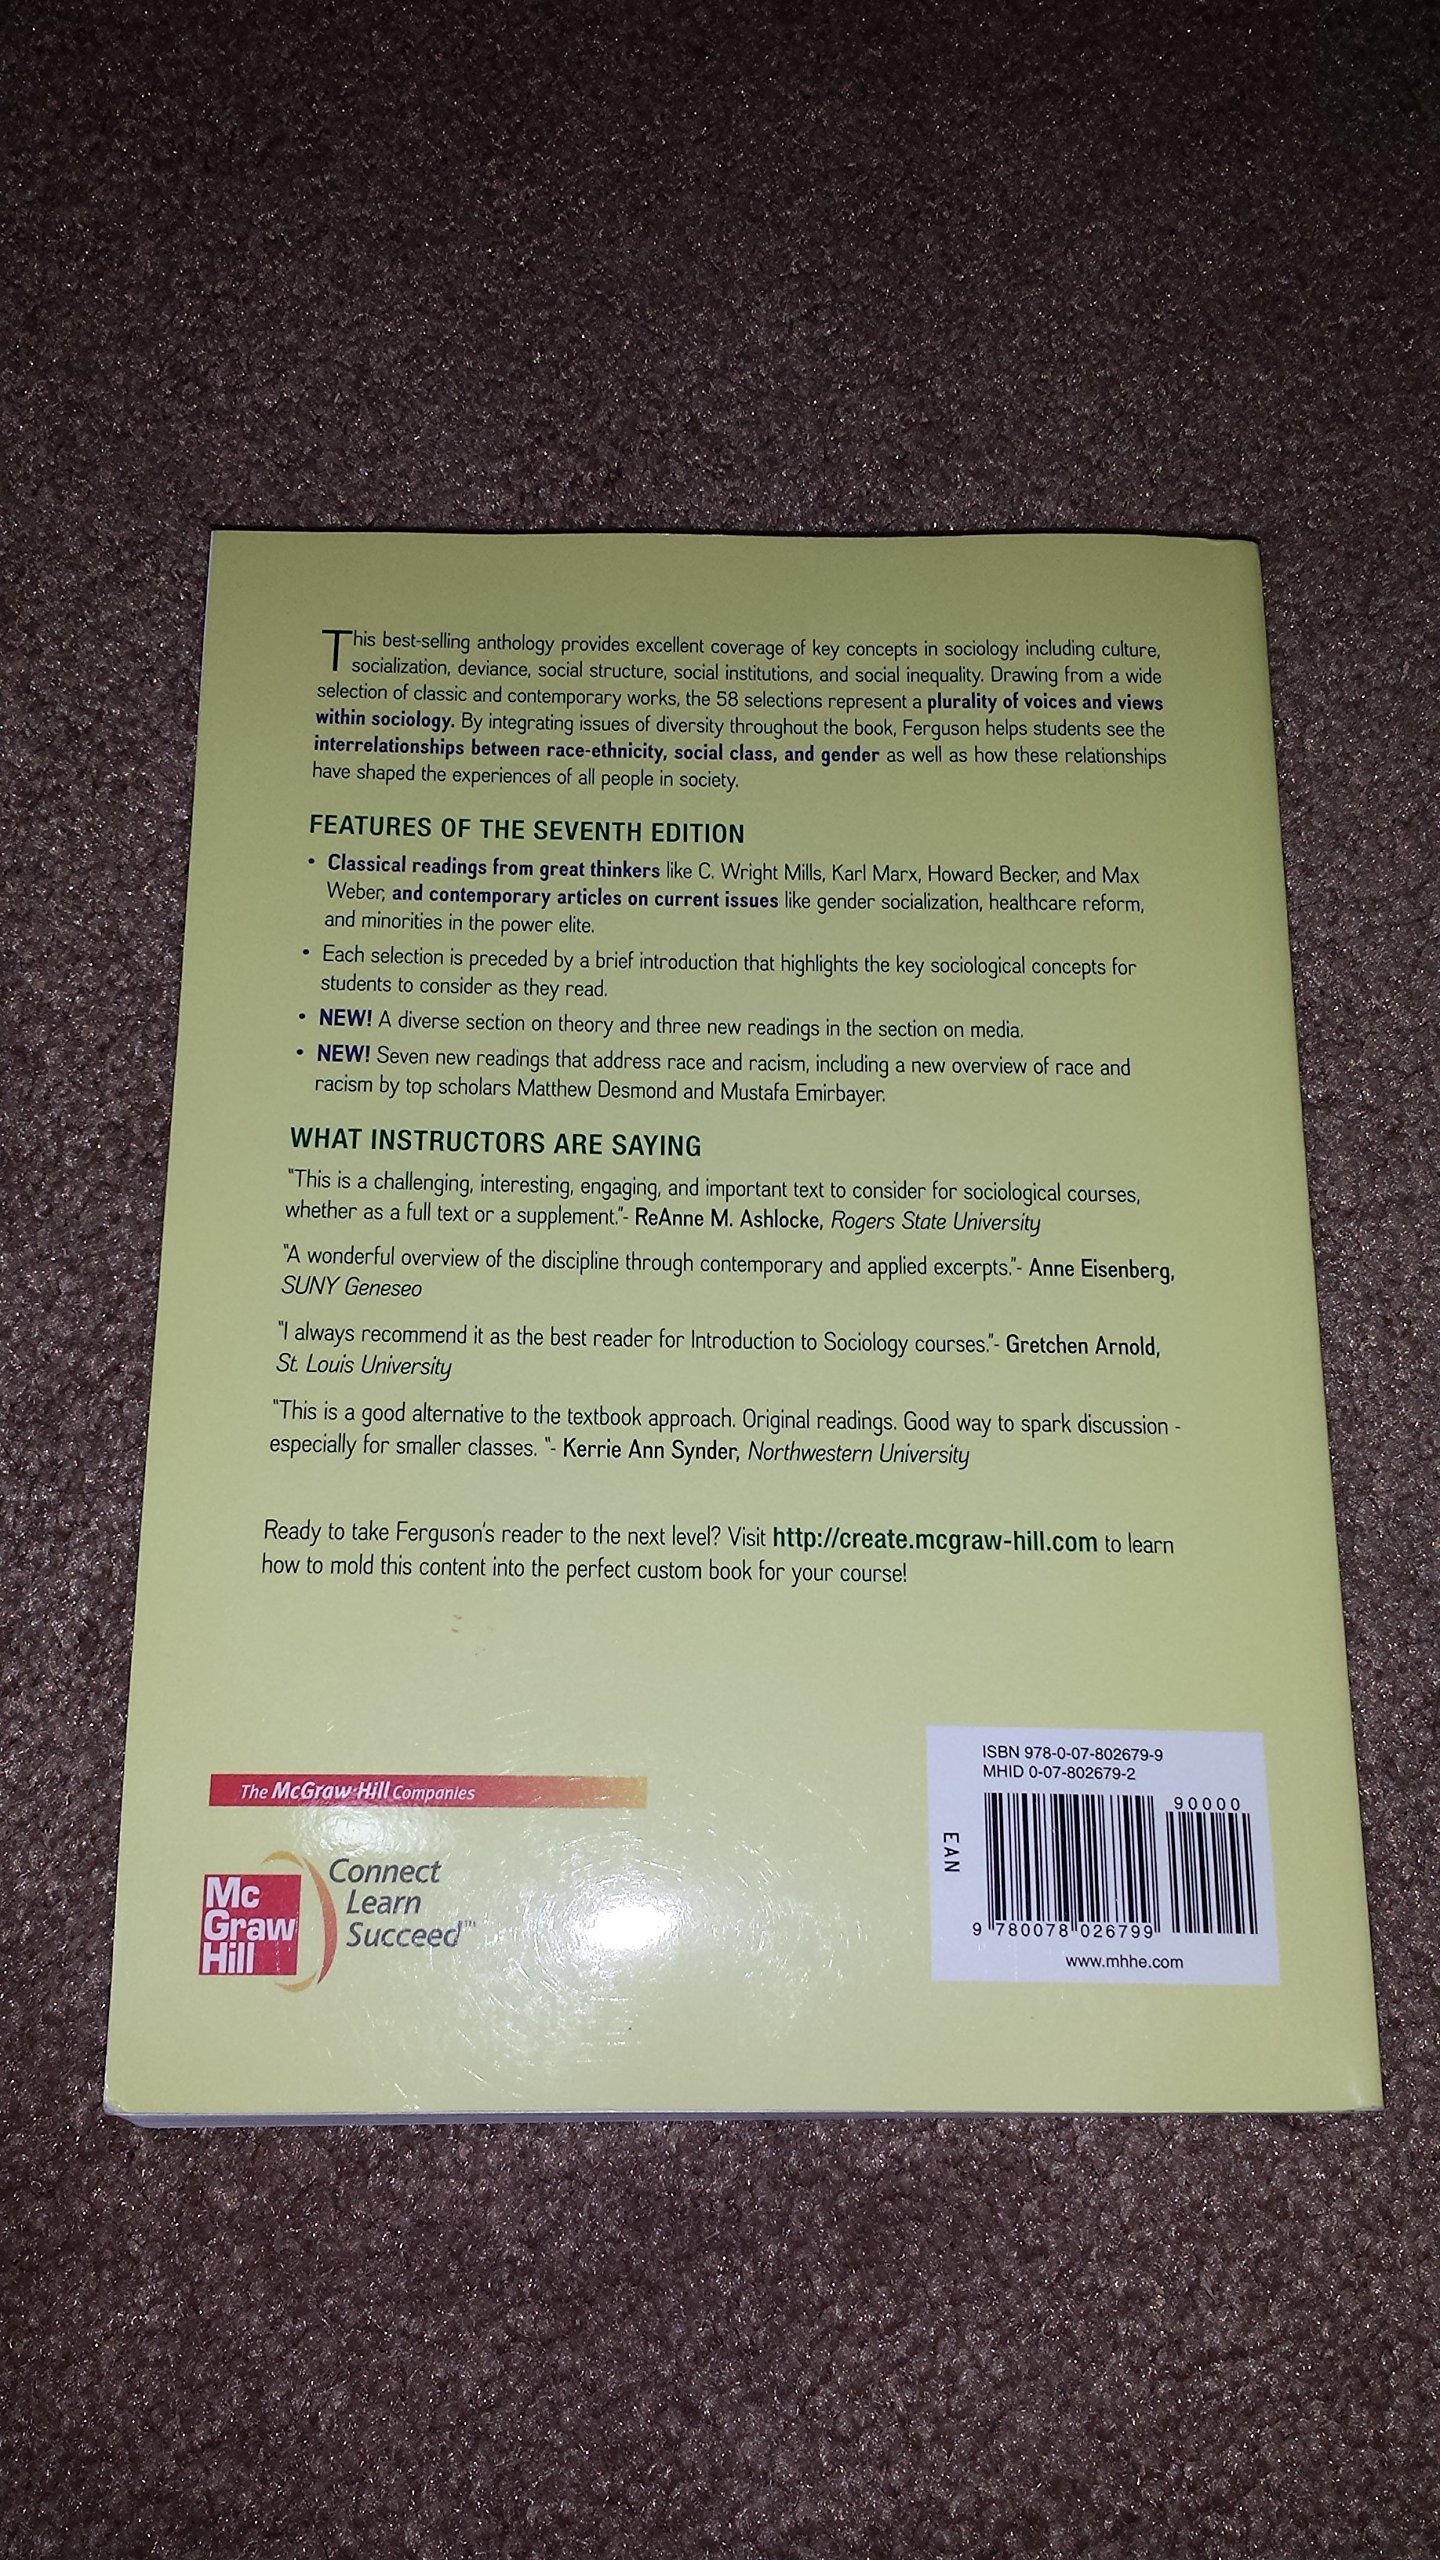 This best-selling anthology provides excellent coverage of key concepts in sociology including culture,
socialization, deviance, social structure, social institutions, and social inequality. Drawing from a wide
selection of classic and contemporary works, the 58 selections represent a plurality of voices and views
within sociology. By integrating issues of diversity throughout the book, Ferguson helps students see the
interrelationships between race-ethnicity, social class, and gender as well as how these relationships
have shaped the experiences of all people in society.
FEATURES OF THE SEVENTH EDITION
• Classical readings from great thinkers like C. Wright Mills, Karl Marx, Howard Becker, and Max
Weber, and contemporary articles on current issues like gender socialization, healthcare reform,
and minorities in the power elite.
• Each selection is preceded by a brief introduction that highlights the key sociological concepts for
students to consider as they read.
• NEW! A diverse section on theory and three new readings in the section on media.
• NEW! Seven new readings that address race and racism, including a new overview of race and
racism by top scholars Matthew Desmond and Mustafa Emirbayer.
WHAT INSTRUCTORS ARE SAYING
"This is a challenging, interesting, engaging, and important text to consider for sociological courses,
whether as a full text or a supplement."- ReAnne M. Ashlocke, Rogers State University
"A wonderful overview of the discipline through contemporary and applied excerpts."- Anne Eisenberg,
SUNY Geneseo
"I always recommend it as the best reader for Introduction to Sociology courses."- Gretchen Arnold,
St. Louis University
"This is a good alternative to the textbook approach. Original readings. Good way to spark discussion -
especially for smaller classes. "- Kerrie Ann Synder, Northwestern University
Ready to take Ferguson's reader to the next level? Visit http://create.mcgraw-hill.com to learn
how to mold this content into the perfect custom book for your course!
The McGraw-Hill Companies
Mc
Graw
Hill
Connect
Learn
Succeed™
ISBN 978-0-07-802679-9
MHID 0-07-802679-2
90000
EAN
9 780078 026799
www.mhhe.com